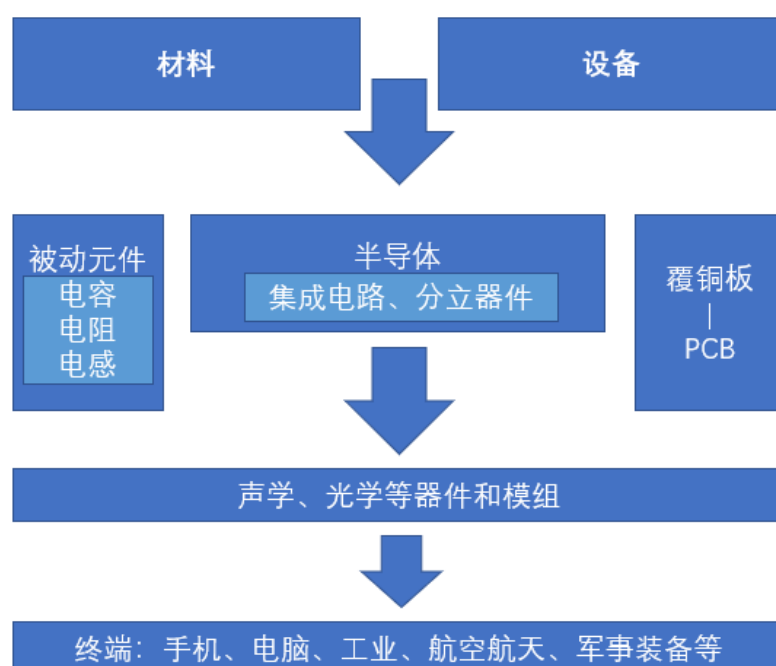 材料
设备
被动元件
电容
电阻
电感
半导体
集成电路、分立器件
覆铜板
|
PCB
声学、光学等器件和模组
终端：手机、电脑、工业、航空航天、军事装备等